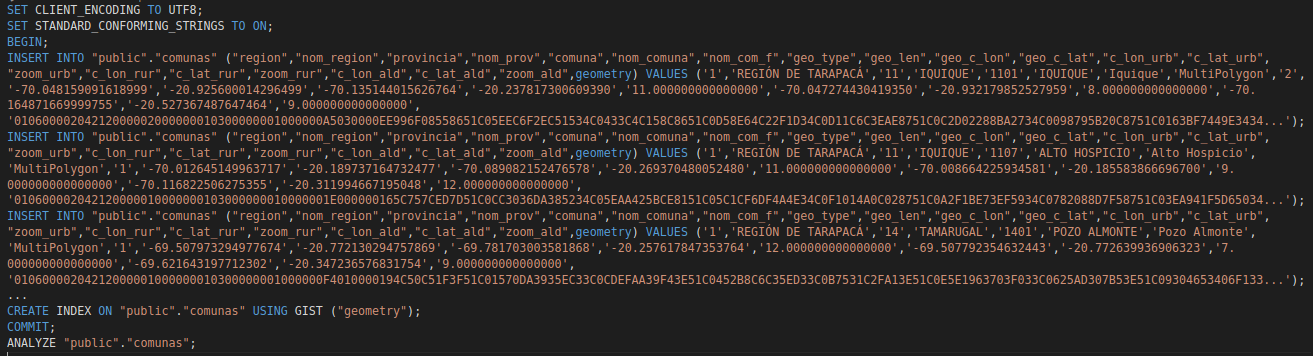 SET CLIENT_ENCODING TO UTF8;
SET STANDARD_CONFORMING_STRINGS TO ON;
BEGIN;
INSERT INTO "public"."comunas" ("region","nom_region","provincia","nom_prov","comuna","nom_comuna","nom_com_f","geo_type","geo_len","geo_c_lon","geo_c_lat","c_lon_urb","c_lat_urb",
"zoom_urb","c_lon_rur","c_lat_rur","zoom_rur","c_lon_ald","c_lat_ald","zoom_ald",geometry) VALUES ('1','REGIÓN DE TARAPACÁ','11','IQUIQUE','1101','IQUIQUE','Iquique','MultiPolygon','2',
'-70.048159091618999','-20.925600014296499','-70.135144015626764','-20.237817300609390','11.000000000000000','-70.047274430419350','-20.932179852527959','8.000000000000000','-70.
164871669999755','-20.527367487647464','9.000000000000000',
'0106000020421200000200000001030000000001000000A5030000EE996F08558651C05EEC6F2EC51534C0433C4C158C8651C0D58E64C22F1D34C0D11C6C3EAE8751C0C2D02288BA2734C0098795B20C8751C0163BF7449E3434...');
INSERT INTO "public"."comunas" ("region","nom_region","provincia","nom_prov","comuna","nom_comuna","nom_com_f","geo_type","geo_len","geo_c_lon","geo_c_lat","c_lon_urb","c_lat_urb",
"zoom_urb","c_lon_rur","c_lat_rur","zoom_rur","c_lon_ald","c_lat_ald","zoom_ald",geometry) VALUES ('1','REGIÓN DE TARAPACÁ','11','IQUIQUE','1107','ALTO HOSPICIO','Alto Hospicio',
'MultiPolygon','1','-70.012645149963717','-20.189737164732477','-70.089082152476578','-20.269370480052480','11.000000000000000','-70.008664225934581','-20.185583866696700','9.
000000000000000','-70.116822506275355','-20.311994667195048','12.000000000000000',
'01060000204212000001000000010300000000010000001E000000165C757CED7D51C0CC3036DA385234C05EAA425BCE8151C05C1CF6DF4A4E34C0F1014A0C028751C0A2F1BE73EF5934C0782088D7F58751C03EA941F5D65034...');
INSERT INTO "public"."comunas" ("region","nom_region","provincia","nom_prov","comuna","nom_comuna","nom_com_f","geo_type","geo_len","geo_c_lon","geo_c_lat","c_lon_urb","c_lat_urb",
"zoom_urb","c_lon_rur","c_lat_rur","zoom_rur","c_lon_ald","c_lat_ald","zoom_ald",geometry) VALUES ('1','REGIÓN DE TARAPACÁ','14','TAMARUGAL','1401','POZO ALMONTE','Pozo Almonte',
'MultiPolygon','1','-69.507973294977674','-20.772130294757869','-69.781703003581868','-20.257617847353764','12.000000000000000','-69.507792354632443','-20.772639936906323','7.
000000000000000','-69.621643197712302','-20.347236576831754','9.000000000000000',
'0106000020421200000100000001030000000001000000F4010000194C50C51F3F51C01570DA3935EC33C0CDEFAA39F43E51C0452B8C6C35ED33C0B7531C2FA13E51C0E5E1963703F033C0625AD307B53E51C09304653406F133...');
...
CREATE INDEX ON "public"."comunas" USING GIST ("geometry");
COMMIT;
ANALYZE "public"."comunas";